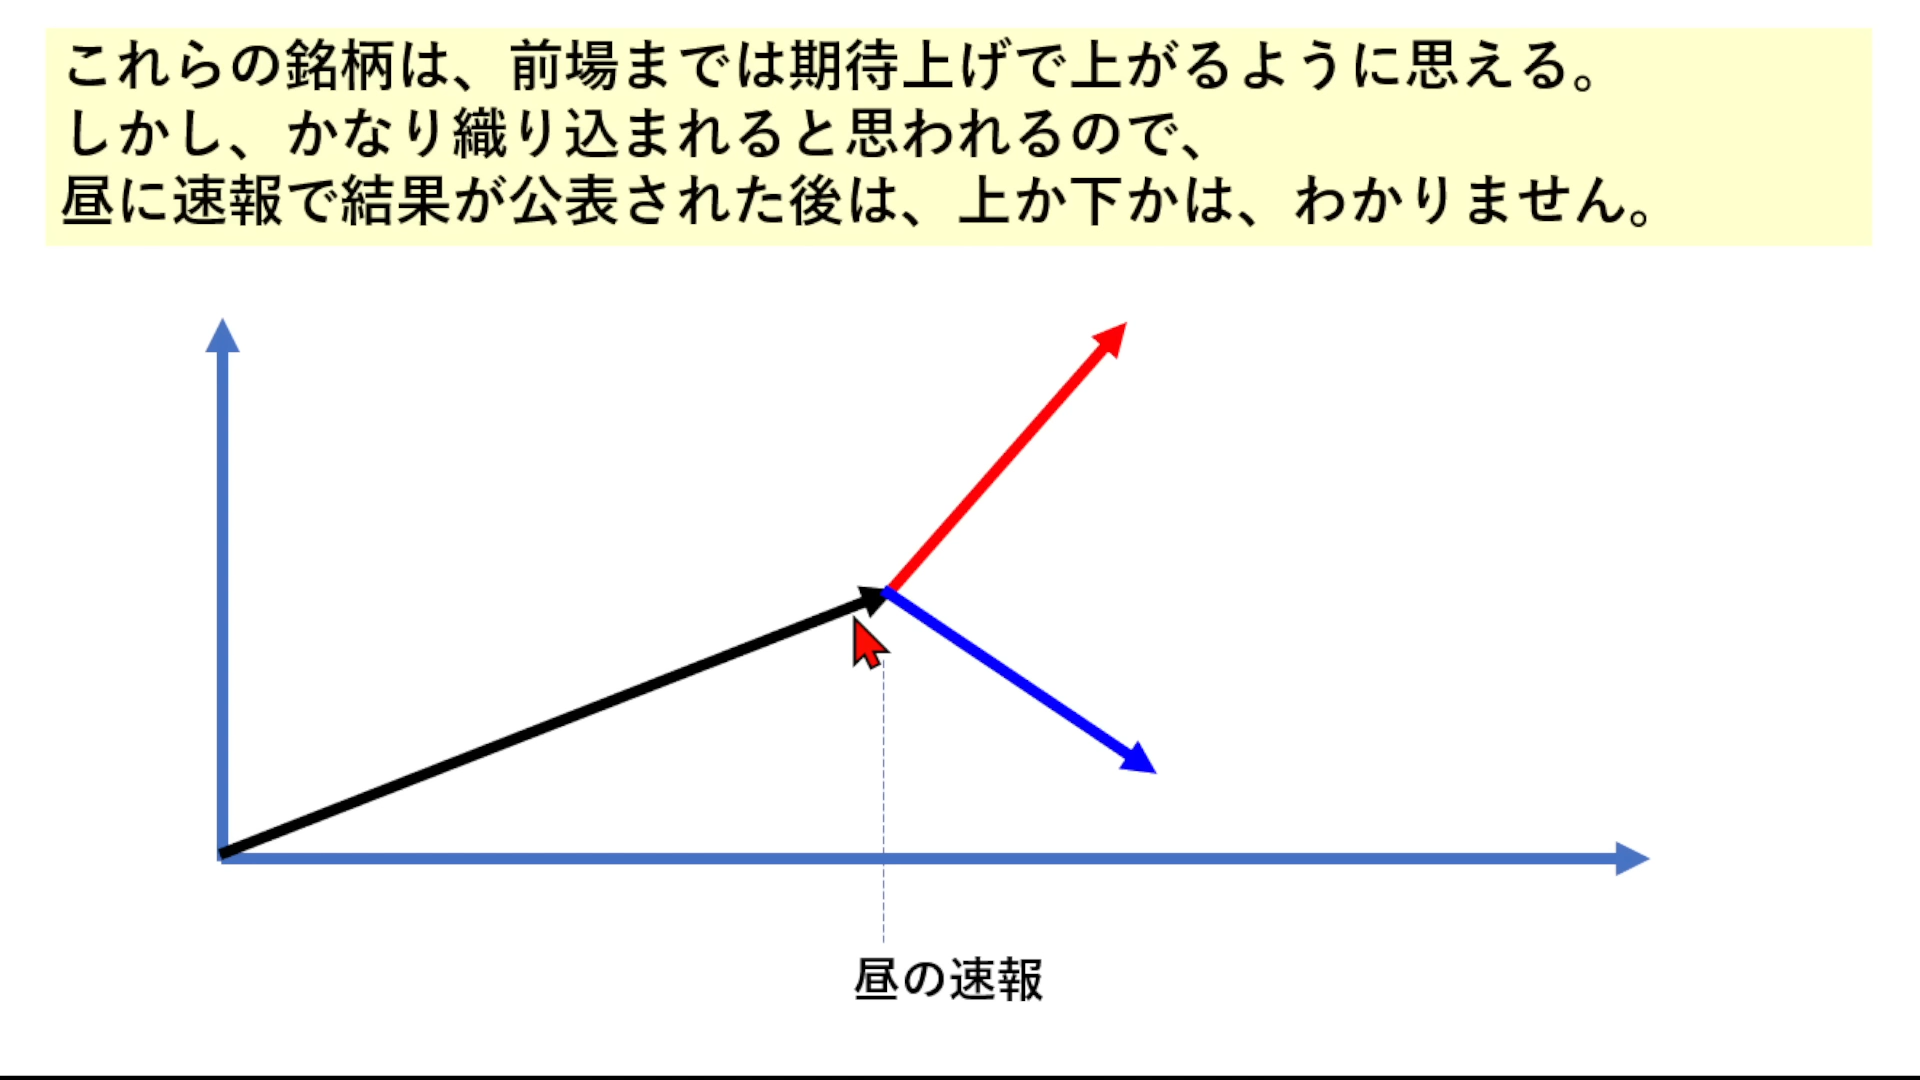 これらの銘柄は、前場までは期待上げで上がるように思える。
しかし、かなり織り込まれると思われるので、
昼に速報で結果が公表された後は、上か下かは、わかりません。
昼の速報